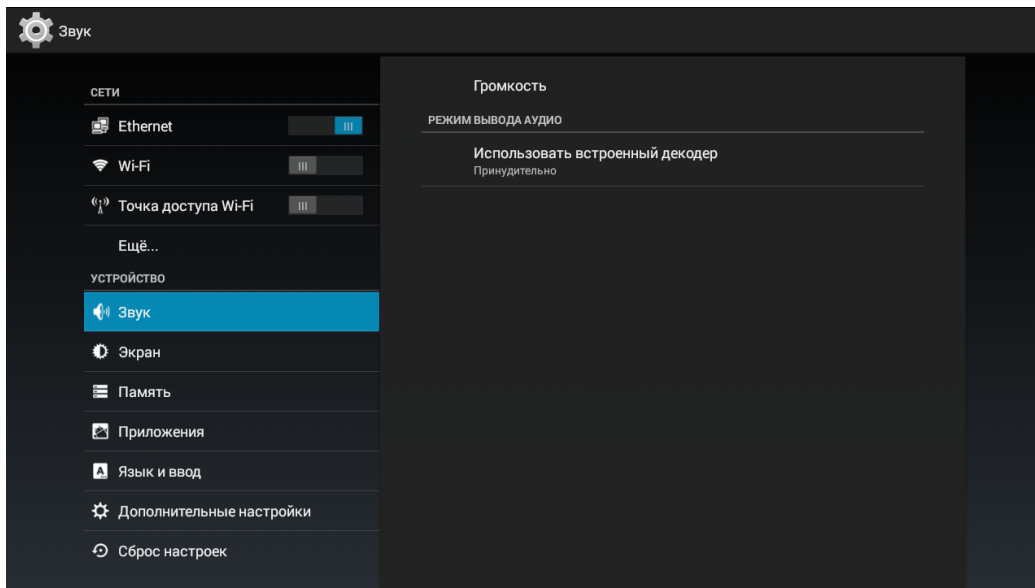 Звук
СЕТИ
Ethernet
Wi-Fi
Точка доступа Wi-Fi
Ещё...
УСТРОЙСТВО
Звук
Экран
Память
Приложения
Язык и ввод
Дополнительные настройки
Сброс настроек
Громкость
РЕЖИМ ВЫВОДА АУДИО
Использовать встроенный декодер
Принудительно